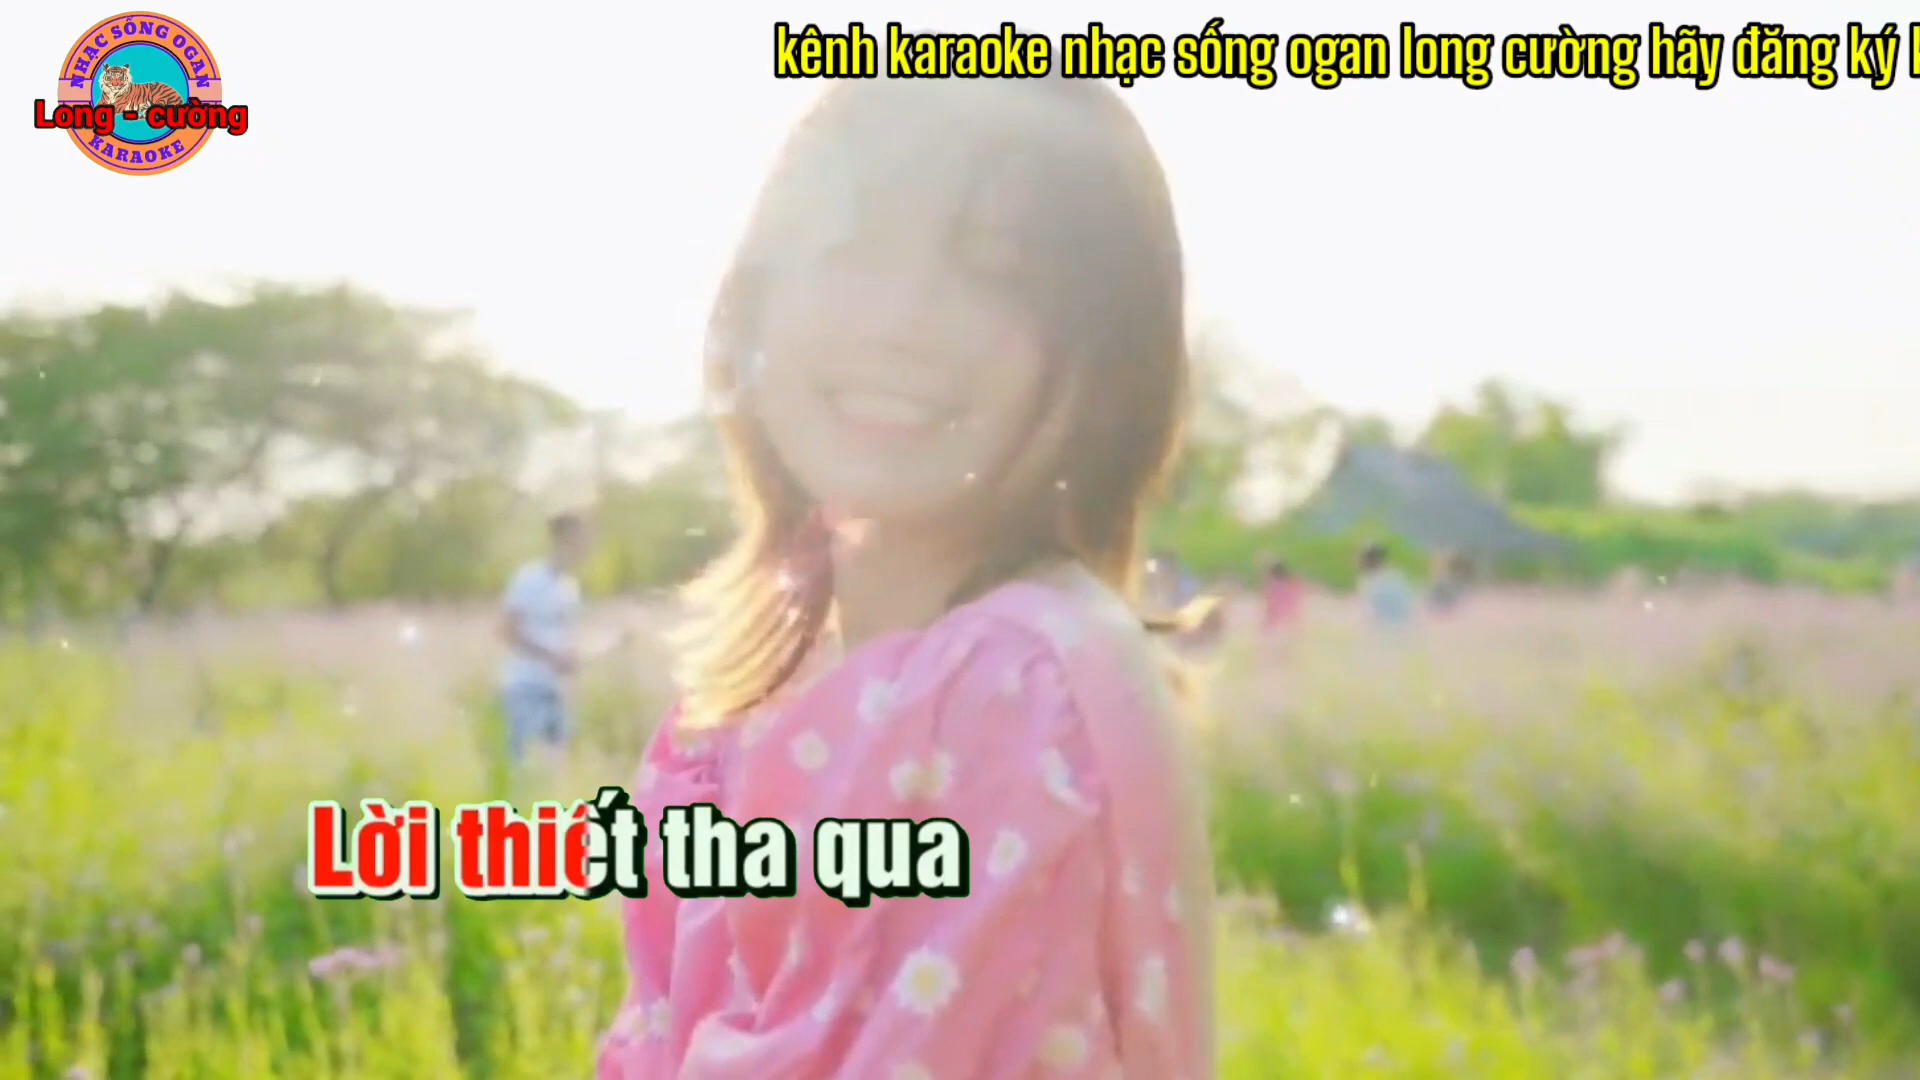 NHẠC SỐNG OGAN
Long - cường
KARAOKE
kênh karaoke nhạc sống ogan long cường hãy đăng ký
Lời thiết tha qua